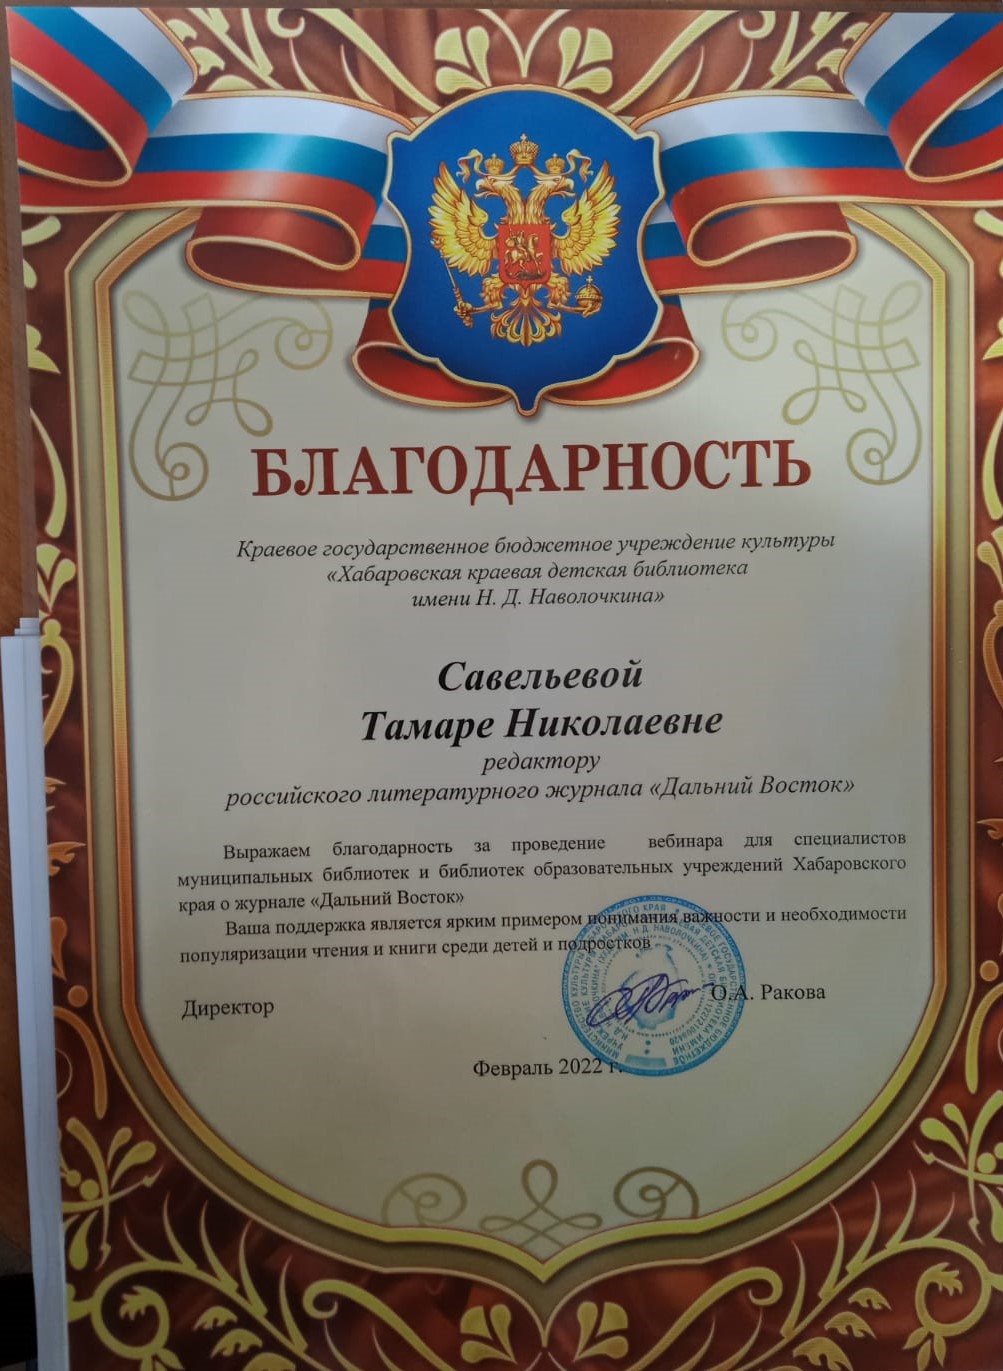 БЛАГОДАРНОСТЬ
Краевое государственное бюджетное учреждение культуры
«Хабаровская краевая детская библиотека
имени Н. Д. Наволочкина»
Савельевой
Тамаре Николаевне
редактору
российского литературного журнала «Дальний Восток»
Выражаем благодарность за проведение вебинара для специалистов
муниципальных библиотек и библиотек образовательных учреждений Хабаровского
края о журнале «Дальний Восток»
Ваша поддержка является ярким примером понимания важности и необходимости
популяризации чтения и книги среди детей и подростков
Директор
О.А. Ракова
Февраль 2022 г.